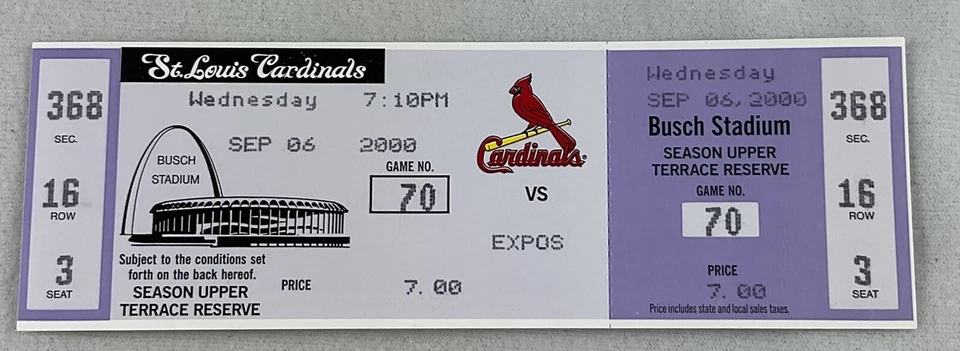 368
SEC.
16
ROW
3
SEAT
St. Louis Cardinals
Wednesday 7:10PM
SEP 06 2000
BUSCH
STADIUM
GAME NO.
70
Subject to the conditions set
forth on the back hereof.
SEASON UPPER
TERRACE RESERVE
PRICE 7.00
Cardinals
VS
EXPOS
Wednesday
SEP 06,2000
Busch Stadium
SEASON UPPER
TERRACE RESERVE
GAME NO.
70
PRICE
7.00
Price includes state and local sales taxes.
368
SEC.
16
ROW
3
SEAT